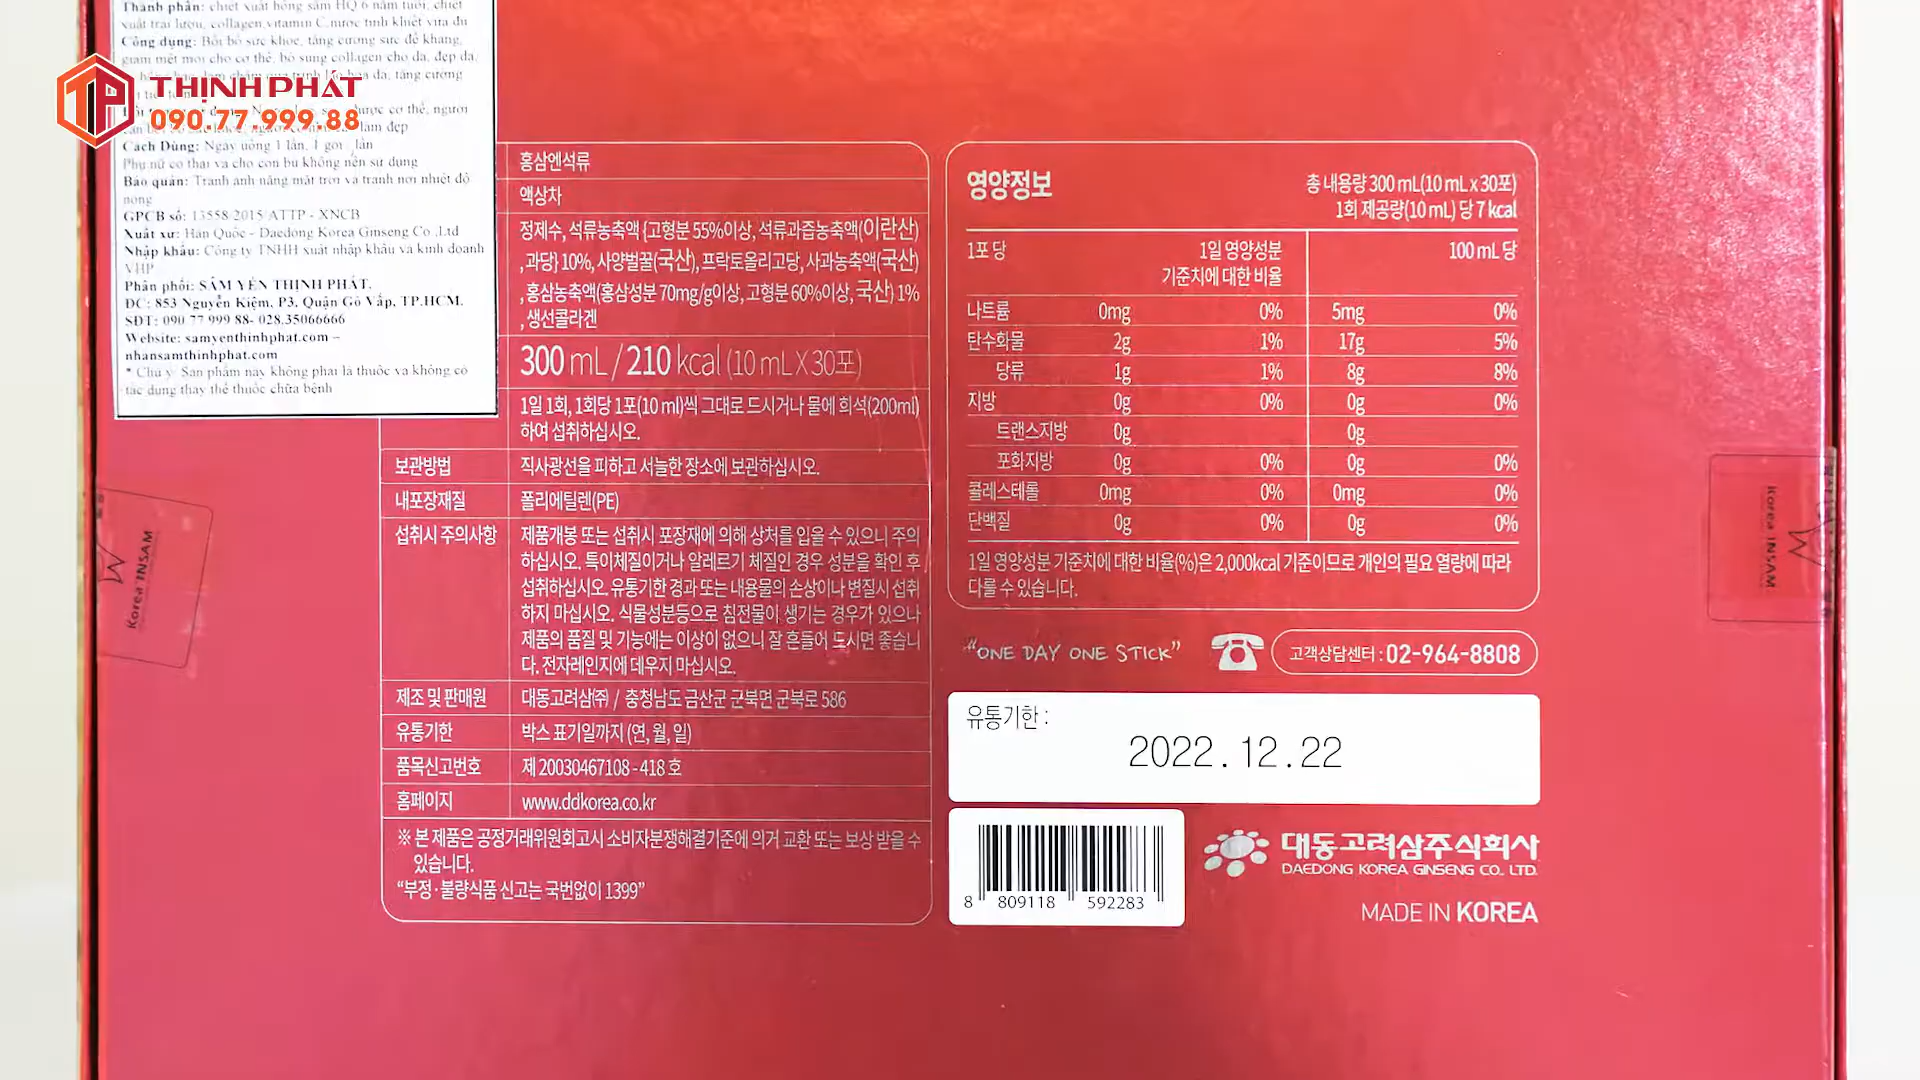 Thành phần: chiết xuất hồng sâm HQ 6 năm tuổi, chiết
xuất trái lựu, collagen, vitamin C, nước tinh khiết vừa đủ
Công dụng: Bồi bổ sức khỏe, tăng cường sức đề kháng,
giảm mệt mỏi cho cơ thể, bổ sung collagen cho da, đẹp da,
da, tăng cường
THỊNH PHÁT
090.77.999.88
lược cơ thể, người
làm đẹp
Cách Dùng: Ngày uống 1 lần, 1 gói / lần
Phụ nữ có thai và cho con bú không nên sử dụng
Bảo quản: Tránh ánh nắng mặt trời và tránh nơi nhiệt độ
nóng
GPCB số: 13558/2015/ATTP - XNCB
Xuất xứ: Hàn Quốc - Daedong Korea Ginseng Co .Ltd
Nhập khẩu: Công ty TNHH xuất nhập khẩu và kinh doanh
VHP
Phân phối: SÂM YẾN THỊNH PHÁT.
ĐC: 853 Nguyễn Kiệm, P3, Quận Gò Vấp, TP.HCM.
SĐT: 090 77 999 88- 028.35066666
Website: samyenthinhphat.com –
nhansamthinhphat.com
* Chú ý: Sản phẩm này không phải là thuốc và không có
tác dụng thay thế thuốc chữa bệnh
홍삼엔석류
액상차
정제수, 석류농축액 {고형분 55%이상, 석류과즙농축액(이란산)
, 과당} 10%, 사양벌꿀(국산), 프락토올리고당, 사과농축액(국산)
, 홍삼농축액(홍삼성분 70mg/g이상, 고형분 60%이상, 국산) 1%
, 생선콜라겐
300 mL / 210 kcal (10 mL X 30포)
1일 1회, 1회당 1포(10 ml)씩 그대로 드시거나 물에 희석(200ml)
하여 섭취하십시오.
보관방법 직사광선을 피하고 서늘한 장소에 보관하십시오.
내포장재질 폴리에틸렌(PE)
섭취시 주의사항 제품개봉 또는 섭취시 포장재에 의해 상처를 입을 수 있으니 주의
하십시오. 특이체질이거나 알레르기 체질인 경우 성분을 확인 후
섭취하십시오. 유통기한 경과 또는 내용물의 손상이나 변질시 섭취
하지 마십시오. 식물성분등으로 침전물이 생기는 경우가 있으나
제품의 품질 및 기능에는 이상이 없으니 잘 흔들어 드시면 좋습니
다. 전자레인지에 데우지 마십시오.
제조 및 판매원 대동고려삼㈜ / 충청남도 금산군 군북면 군북로 586
유통기한 박스 표기일까지 (연, 월, 일)
품목신고번호 제 20030467108 - 418 호
홈페이지 www.ddkorea.co.kr
※ 본 제품은 공정거래위원회고시 소비자분쟁해결기준에 의거 교환 또는 보상 받을 수
있습니다.
“부정·불량식품 신고는 국번없이 1399”
영양정보
총 내용량 300 mL(10 mL x 30포)
1회 제공량(10 mL) 당 7 kcal
1포 당 1일 영양성분 100 mL 당
기준치에 대한 비율
나트륨 0mg 0% 5mg 0%
탄수화물 2g 1% 17g 5%
당류 1g 1% 8g 8%
지방 0g 0% 0g 0%
트랜스지방 0g 0g
포화지방 0g 0% 0g 0%
콜레스테롤 0mg 0% 0mg 0%
단백질 0g 0% 0g 0%
1일 영양성분 기준치에 대한 비율(%)은 2,000kcal 기준이므로 개인의 필요 열량에 따라
다를 수 있습니다.
“ONE DAY ONE STICK”
고객상담센터 : 02-964-8808
유통기한 :
2022.12.22
8 809118 592283
대동고려삼주식회사
DAEDONG KOREA GINSENG CO., LTD.
MADE IN KOREA
Korea INSAM
Korea INSAM